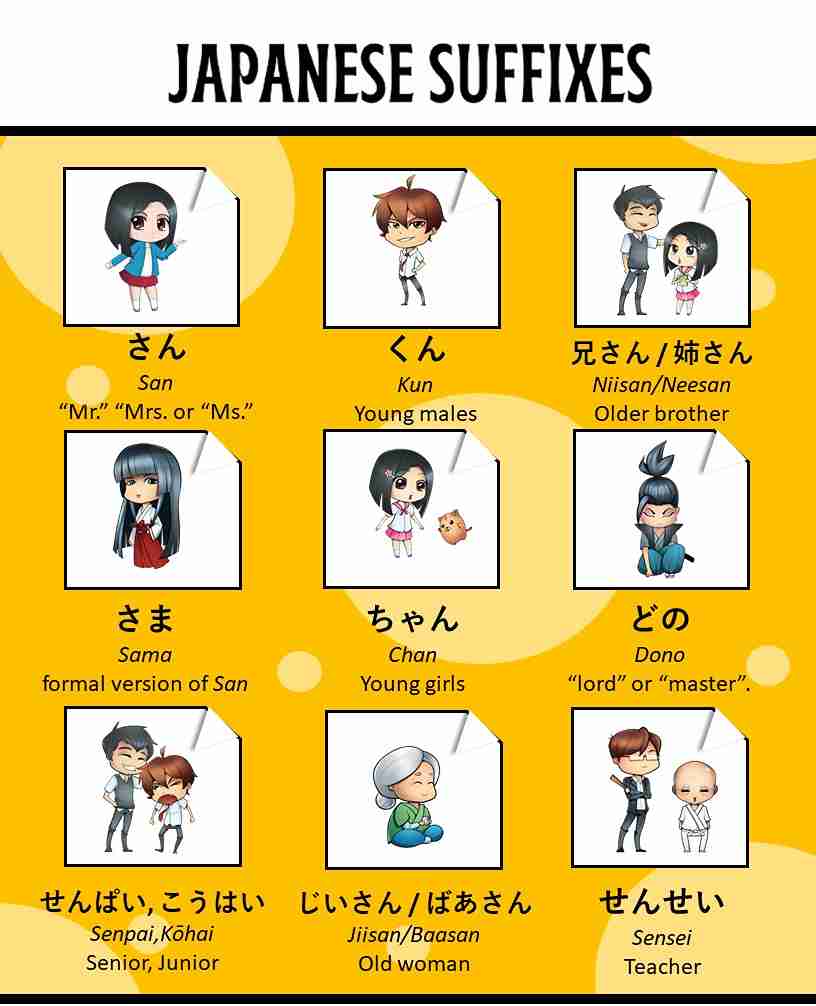 JAPANESE SUFFIXES
さん
San
“Mr.” “Mrs. or “Ms.”
くん
Kun
Young males
兄さん / 姉さん
Niisan/Neesan
Older brother
さま
Sama
formal version of San
ちゃん
Chan
Young girls
どの
Dono
“lord” or “master”.
せんぱい, こうはい
Senpai,Kōhai
Senior, Junior
じいさん / ばあさん
Jiisan/Baasan
Old woman
せんせい
Sensei
Teacher